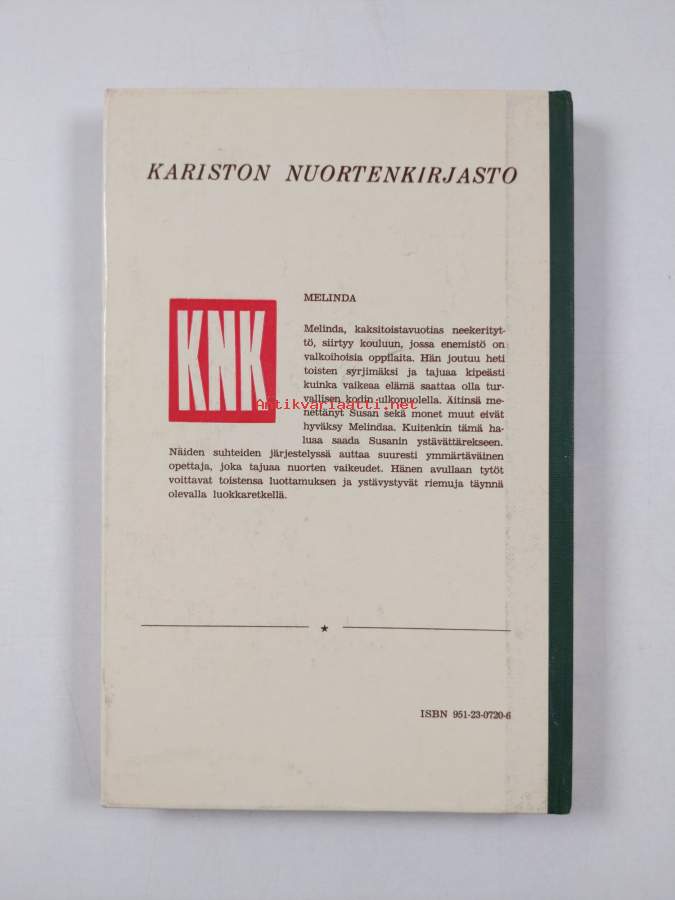 KARISTON NUORTENKIRJASTO
KNK
MELINDA
Melinda, kaksitoistavuotias neekerityt-
tö, siirtyy kouluun, jossa enemistö on
valkoihoisia oppilaita. Hän joutuu heti
toisten syrjimäksi ja tajuaa kipeästi
kuinka vaikeaa elämä saattaa olla tur-
vallisen kodin ulkopuolella. Äitinsä me-
Antikvariaatti.net
nettänyt Susan sekä monet muut eivät
hyväksy Melindaa. Kuitenkin tämä ha-
luaa saada Susanin ystävättärekseen.
Näiden suhteiden järjestelyssä auttaa suuresti ymmärtäväinen
opettaja, joka tajuaa nuorten vaikeudet. Hänen avullaan tytöt
voittavat toistensa luottamuksen ja ystävystyvät riemuja täynnä
olevalla luokkaretkellä.
ISBN 951-23-0720-6